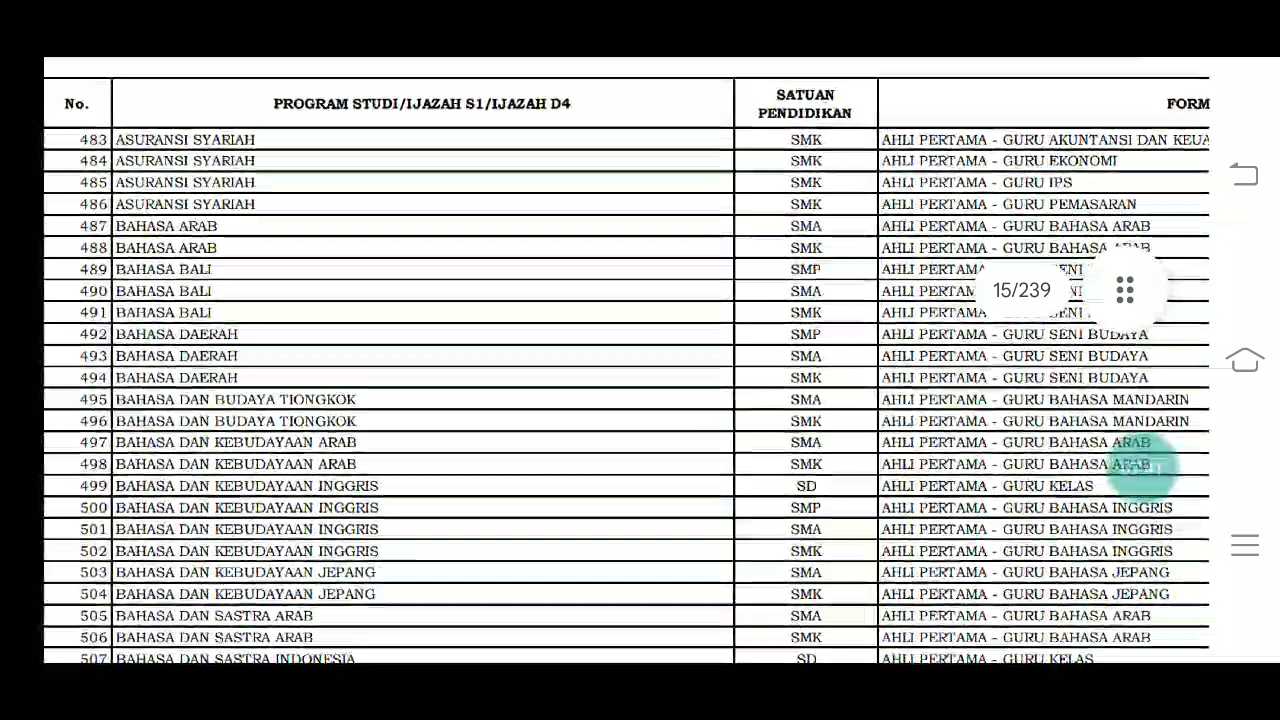 No. PROGRAM STUDI/IJAZAH S1/IJAZAH D4 SATUAN PENDIDIKAN FORM
483 ASURANSI SYARIAH SMK AHLI PERTAMA - GURU AKUNTANSI DAN KEUA
484 ASURANSI SYARIAH SMK AHLI PERTAMA - GURU EKONOMI
485 ASURANSI SYARIAH SMK AHLI PERTAMA - GURU IPS
486 ASURANSI SYARIAH SMK AHLI PERTAMA - GURU PEMASARAN
487 BAHASA ARAB SMA AHLI PERTAMA - GURU BAHASA ARAB
488 BAHASA ARAB SMK AHLI PERTAMA - GURU BAHASA ARAB
489 BAHASA BALI SMP AHLI PERTAMA
490 BAHASA BALI SMA AHLI
15/239
491 BAHASA BALI SMK AHLI
492 BAHASA DAERAH SMP AHLI PERTAMA - GURU SENI BUDAYA
493 BAHASA DAERAH SMA AHLI PERTAMA - GURU SENI BUDAYA
494 BAHASA DAERAH SMK AHLI PERTAMA - GURU SENI BUDAYA
495 BAHASA DAN BUDAYA TIONGKOK SMA AHLI PERTAMA - GURU BAHASA MANDARIN
496 BAHASA DAN BUDAYA TIONGKOK SMK AHLI PERTAMA - GURU BAHASA MANDARIN
497 BAHASA DAN KEBUDAYAAN ARAB SMA AHLI PERTAMA - GURU BAHASA ARAB
498 BAHASA DAN KEBUDAYAAN ARAB SMK AHLI PERTAMA - GURU BAHASA ARAB
499 BAHASA DAN KEBUDAYAAN INGGRIS SD AHLI PERTAMA - GURU KELAS
500 BAHASA DAN KEBUDAYAAN INGGRIS SMP AHLI PERTAMA - GURU BAHASA INGGRIS
501 BAHASA DAN KEBUDAYAAN INGGRIS SMA AHLI PERTAMA - GURU BAHASA INGGRIS
502 BAHASA DAN KEBUDAYAAN INGGRIS SMK AHLI PERTAMA - GURU BAHASA INGGRIS
503 BAHASA DAN KEBUDAYAAN JEPANG SMA AHLI PERTAMA - GURU BAHASA JEPANG
504 BAHASA DAN KEBUDAYAAN JEPANG SMK AHLI PERTAMA - GURU BAHASA JEPANG
505 BAHASA DAN SASTRA ARAB SMA AHLI PERTAMA - GURU BAHASA ARAB
506 BAHASA DAN SASTRA ARAB SMK AHLI PERTAMA - GURU BAHASA ARAB
507 BAHASA DAN SASTRA INDONESIA SD AHLI PERTAMA - GURU KELAS